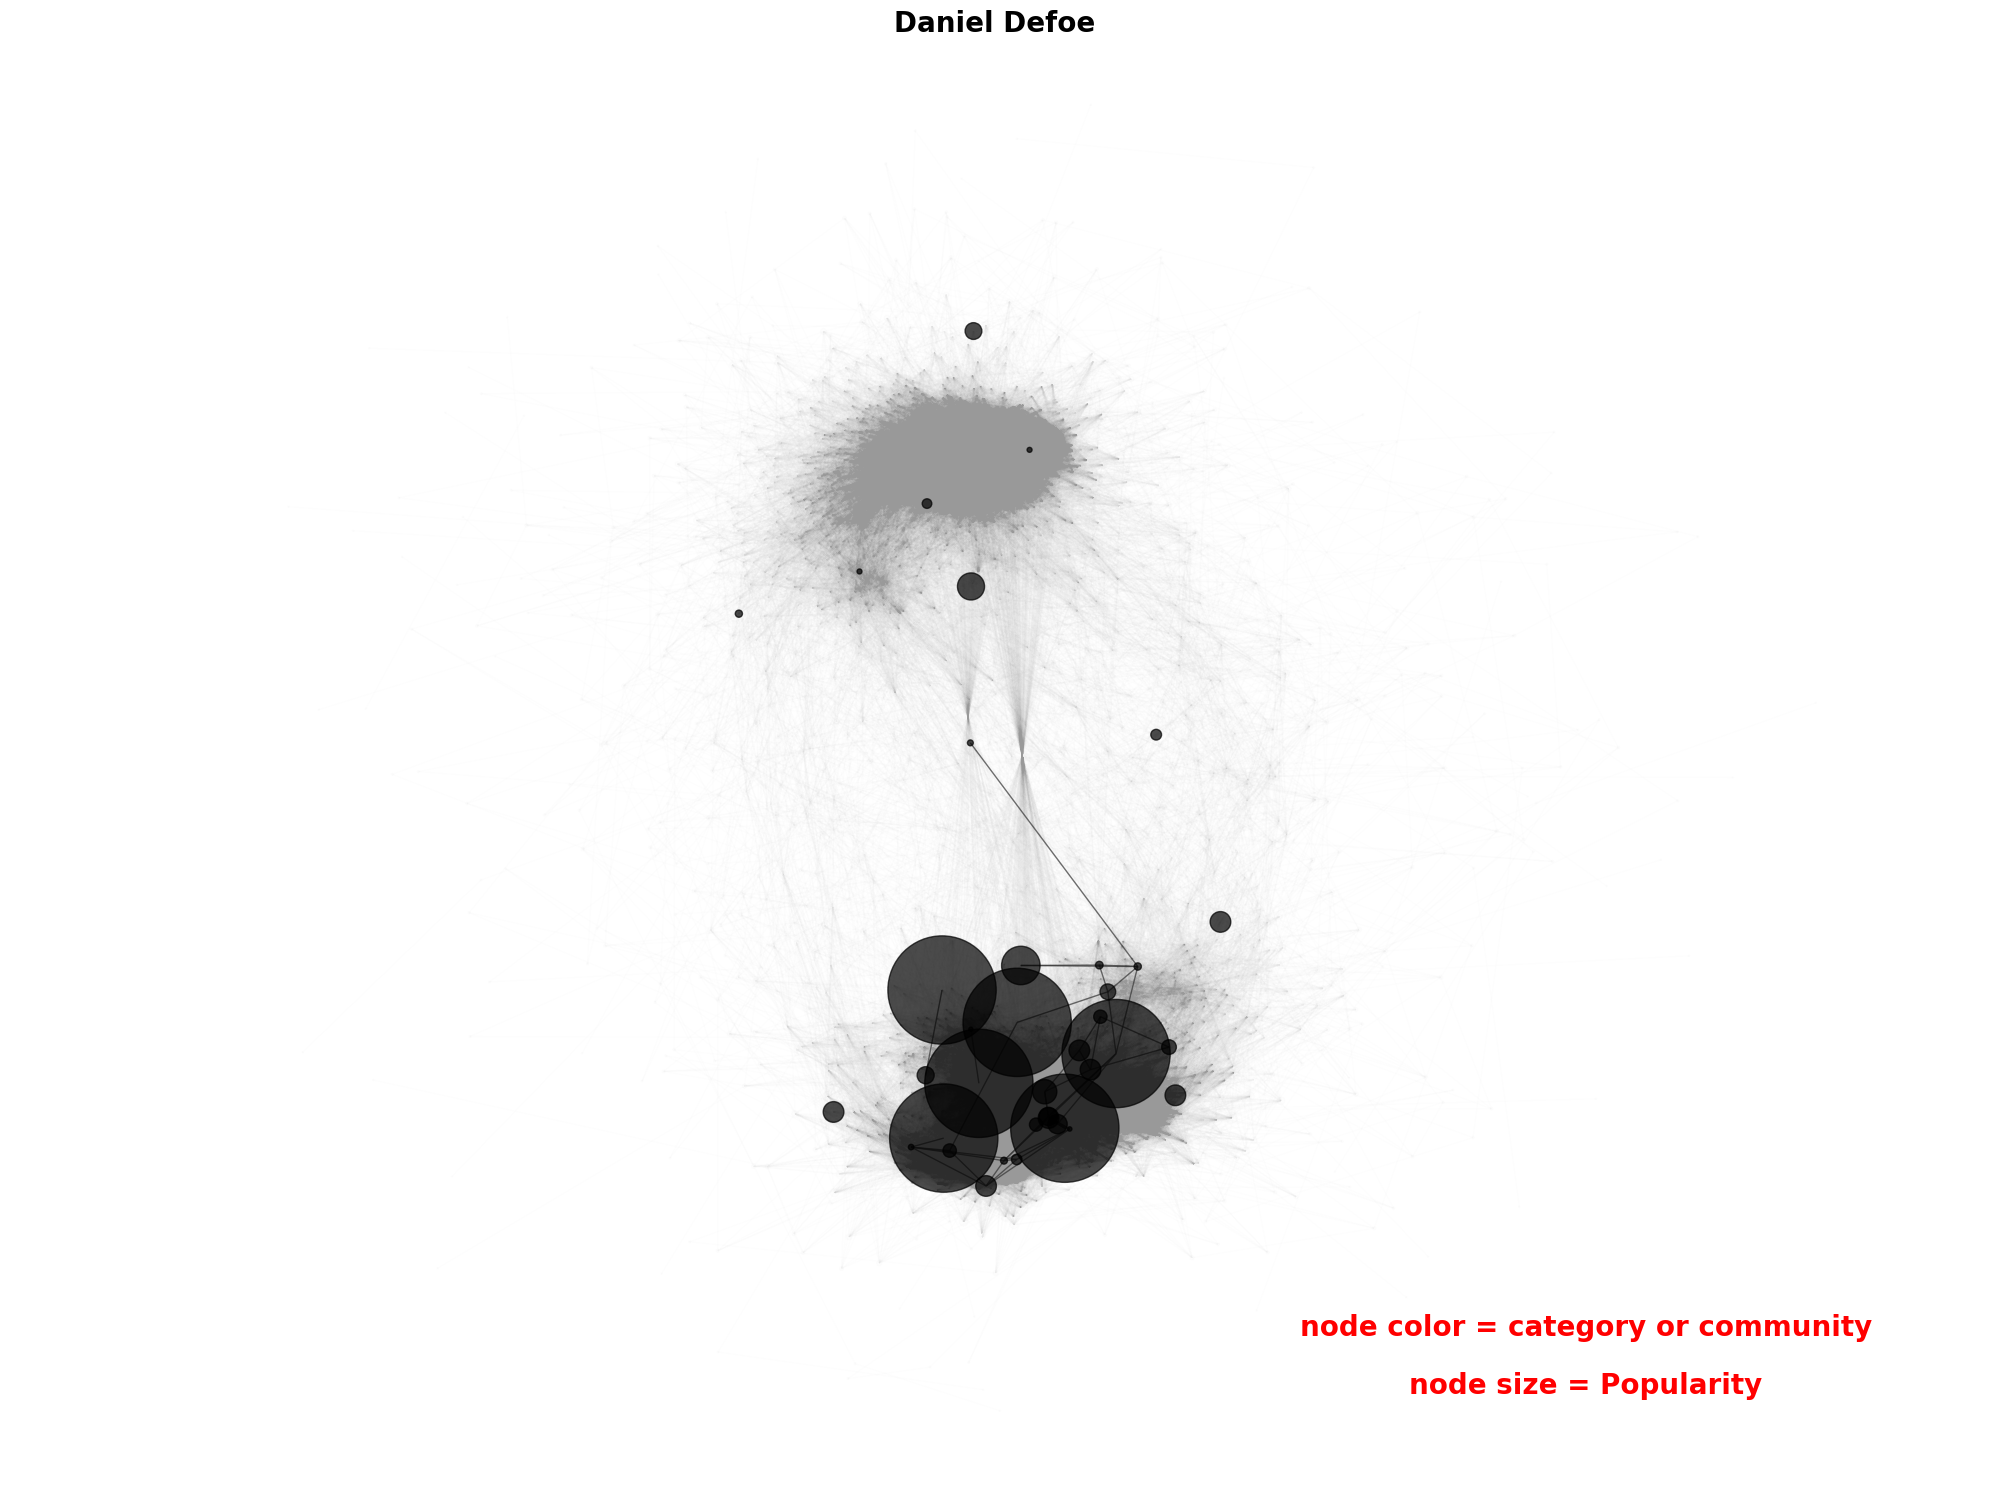 Daniel Defoe
node color = category or community
node size = Popularity